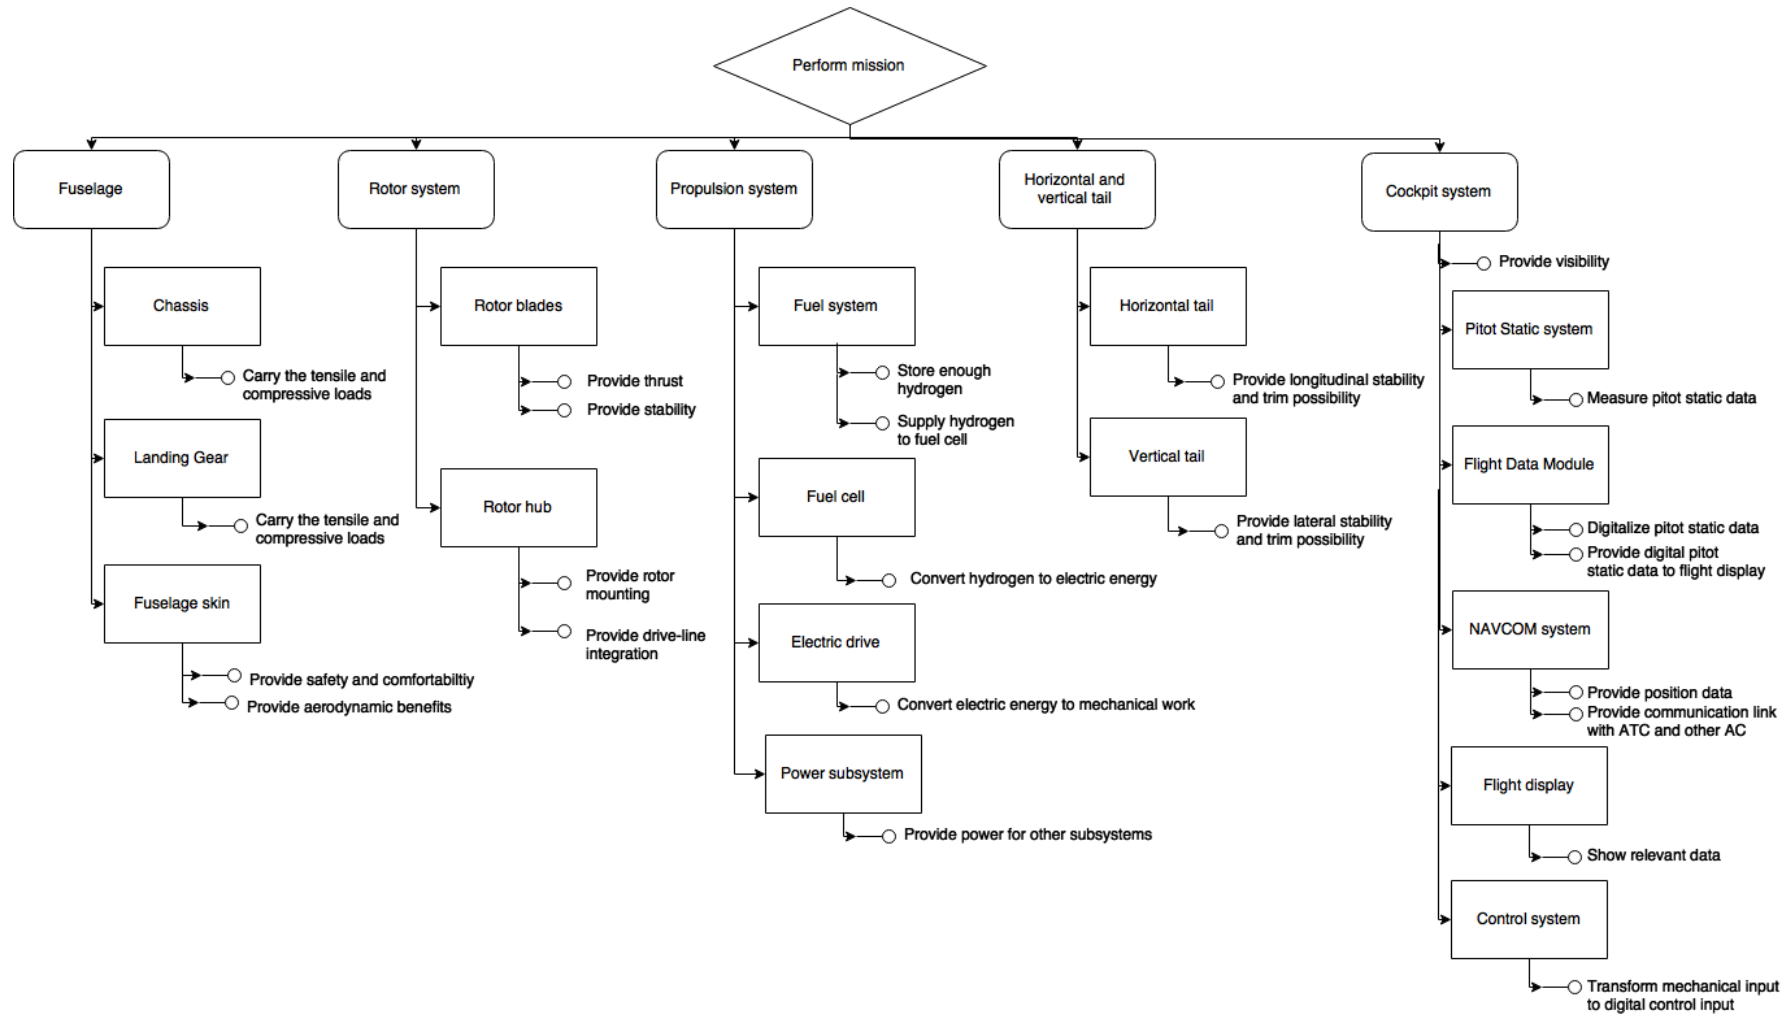 Perform mission
Fuselage
Rotor system
Propulsion system
Horizontal and
vertical tail
Cockpit system
Chassis
Carry the tensile and
compressive loads
Landing Gear
Carry the tensile and
compressive loads
Fuselage skin
Provide safety and comfortabiltiy
Provide aerodynamic benefits
Rotor blades
Provide thrust
Provide stability
Rotor hub
Provide rotor
mounting
Provide drive-line
integration
Fuel system
Store enough
hydrogen
Supply hydrogen
to fuel cell
Fuel cell
Convert hydrogen to electric energy
Electric drive
Convert electric energy to mechanical work
Power subsystem
Provide power for other subsystems
Horizontal tail
Provide longitudinal stability
and trim possibility
Vertical tail
Provide lateral stability
and trim possibility
Provide visibility
Pitot Static system
Measure pitot static data
Flight Data Module
Digitalize pitot static data
Provide digital pitot
static data to flight display
NAVCOM system
Provide position data
Provide communication link
with ATC and other AC
Flight display
Show relevant data
Control system
Transform mechanical input
to digital control input